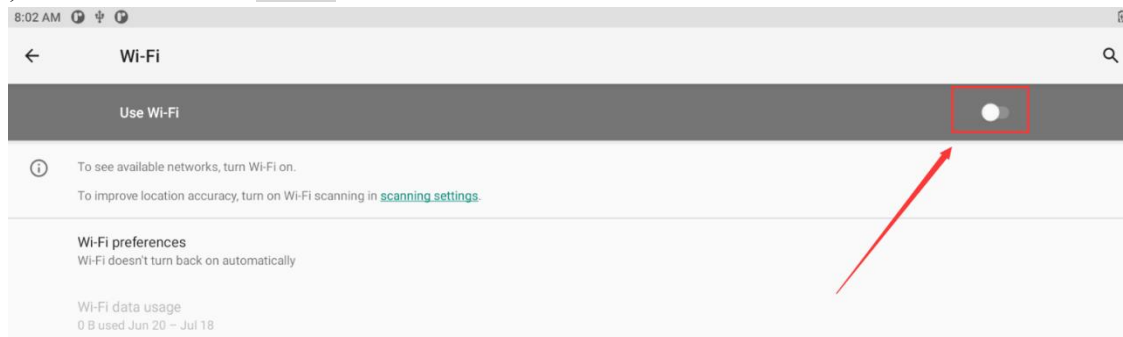 8:02 AM
Wi-Fi
Use Wi-Fi
To see available networks, turn Wi-Fi on.
To improve location accuracy, turn on Wi-Fi scanning in scanning settings.
Wi-Fi preferences
Wi-Fi doesn't turn back on automatically
Wi-Fi data usage
0 B used Jun 20 – Jul 18